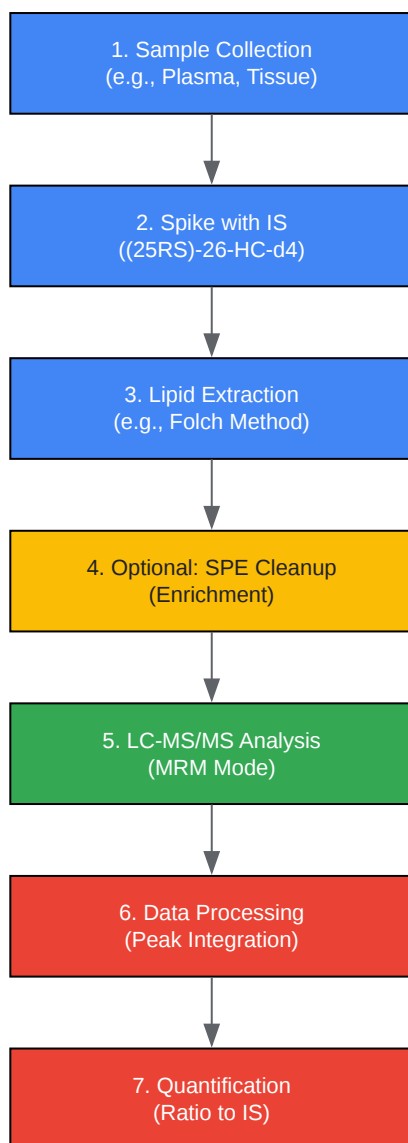 1. Sample Collection
(e.g., Plasma, Tissue)
2. Spike with IS
((25RS)-26-HC-d4)
3. Lipid Extraction
(e.g., Folch Method)
4. Optional: SPE Cleanup
(Enrichment)
5. LC-MS/MS Analysis
(MRM Mode)
6. Data Processing
(Peak Integration)
7. Quantification
(Ratio to IS)